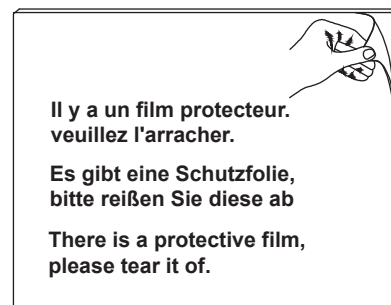 Il y a un film protecteur.
veuillez l'arracher.
Es gibt eine Schutzfolie,
bitte reißen Sie diese ab
There is a protective film,
please tear it of.